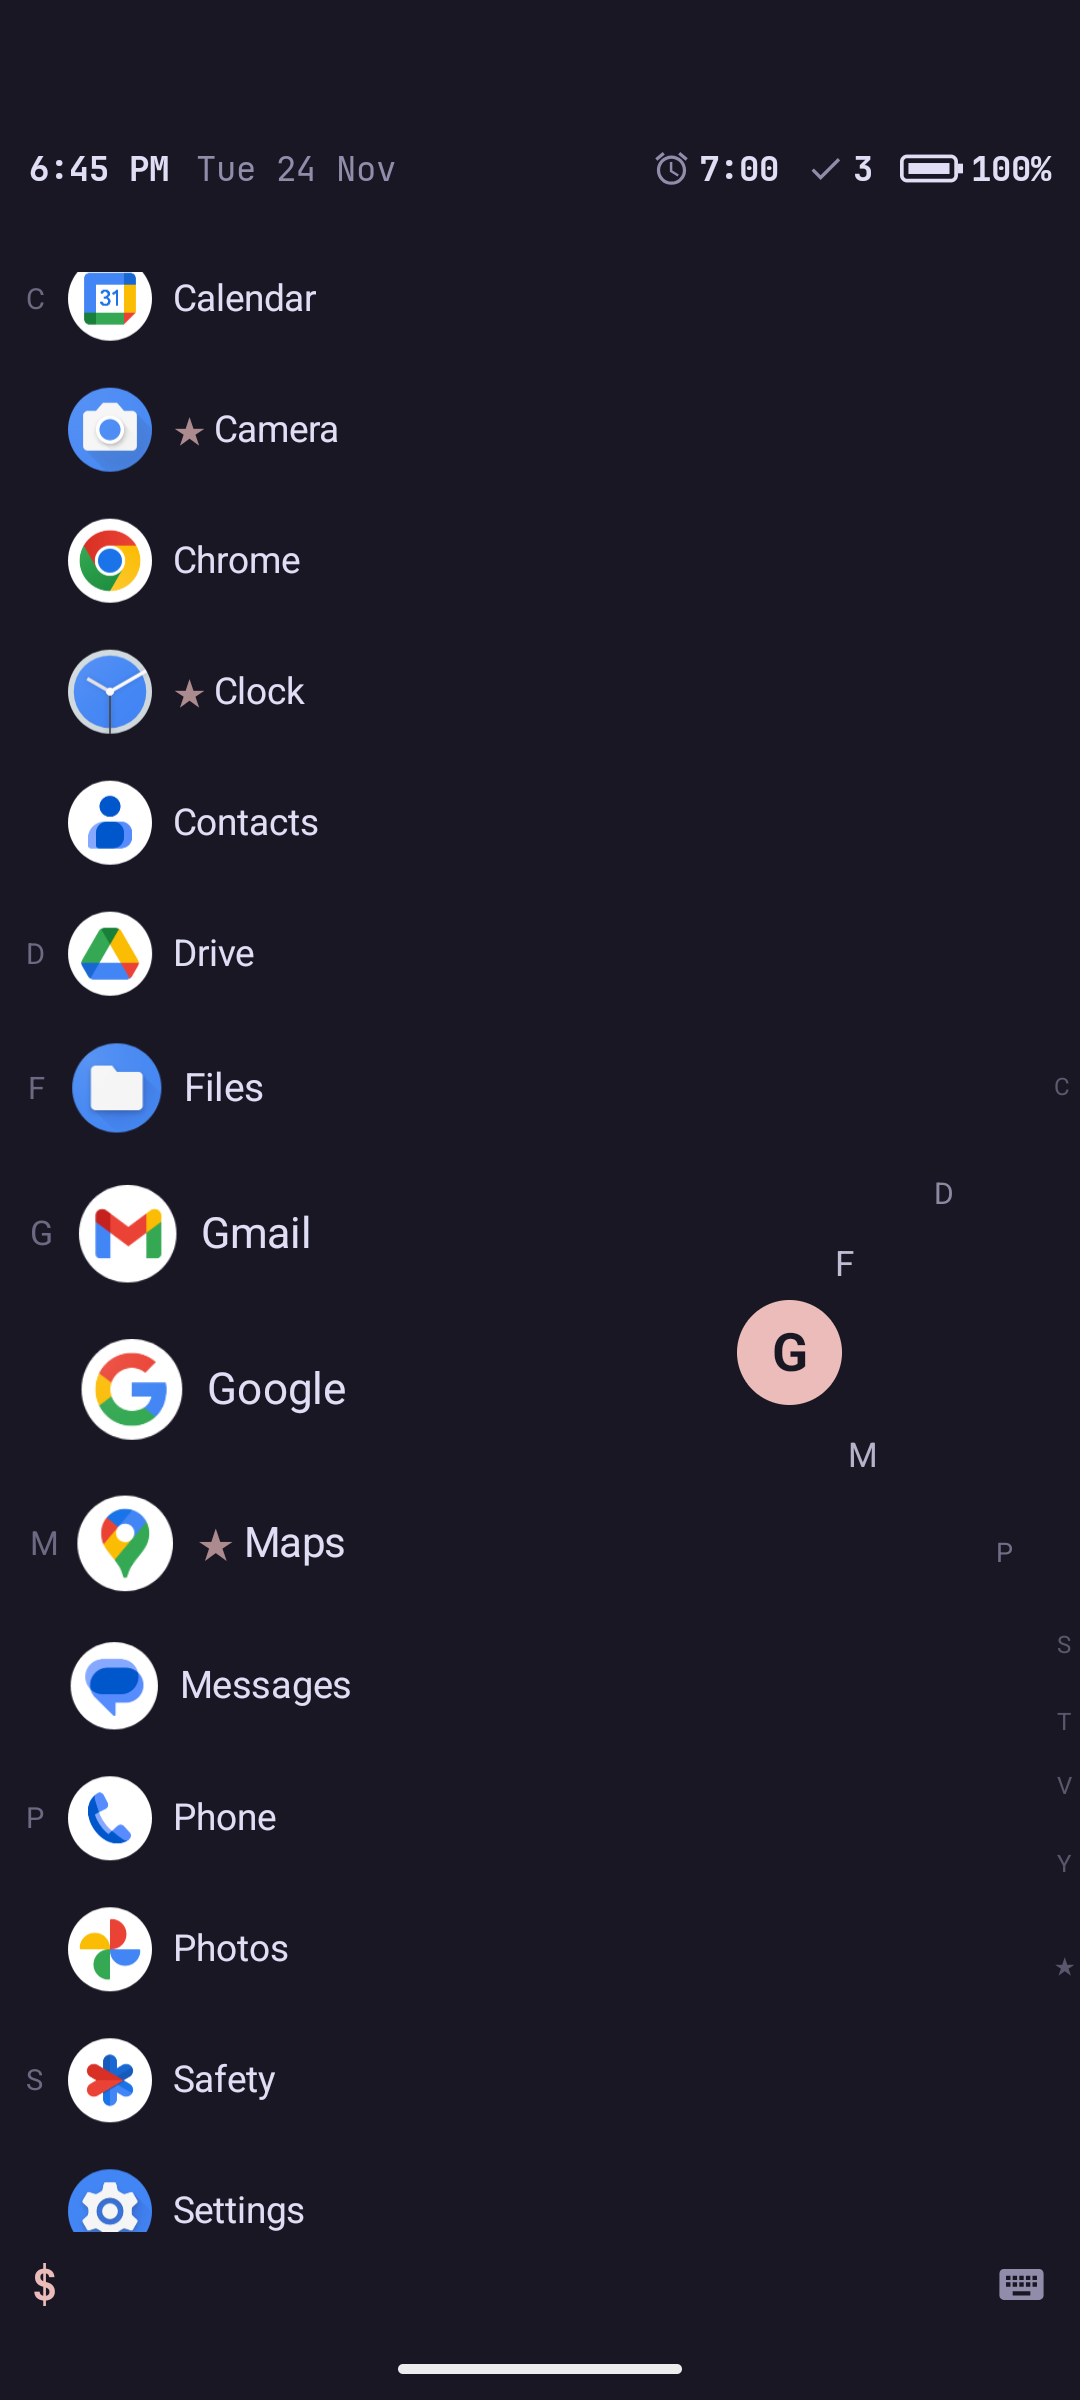 6:45 PM Tue 24 Nov 7:00 3 100%
C 31 Calendar
★ Camera
Chrome
★ Clock
Contacts
D Drive
F Files
C
D
G Gmail
F
G
Google
M
M ★ Maps
P
S
Messages
T
V
P Phone
Y
Photos
★
S Safety
Settings
$